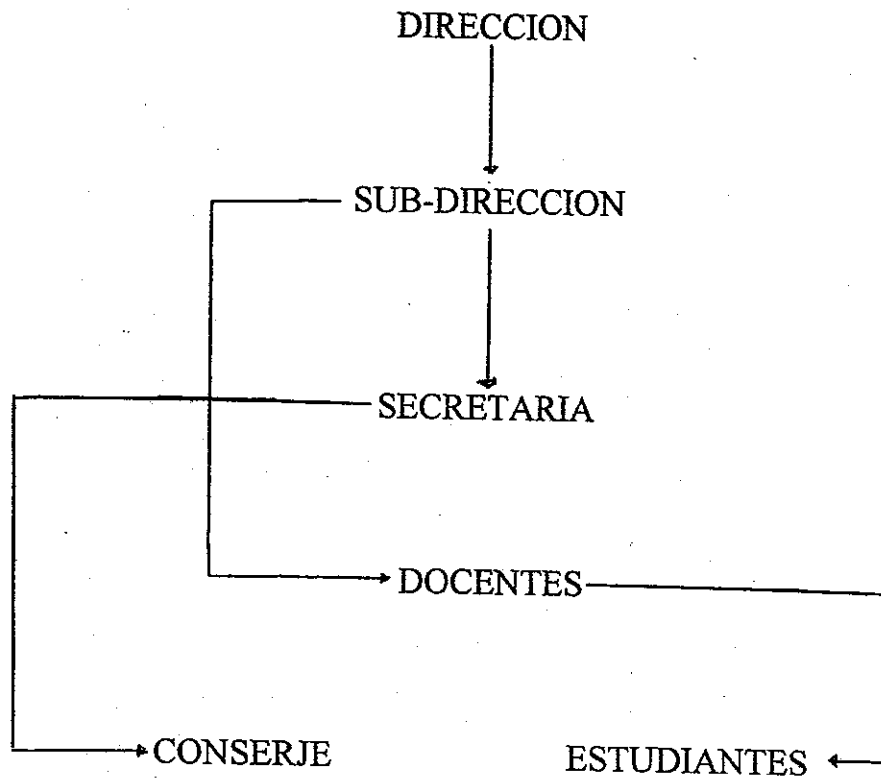 DIRECCION
SUB-DIRECCION
SECRETARIA
DOCENTES
CONSERJE
ESTUDIANTES